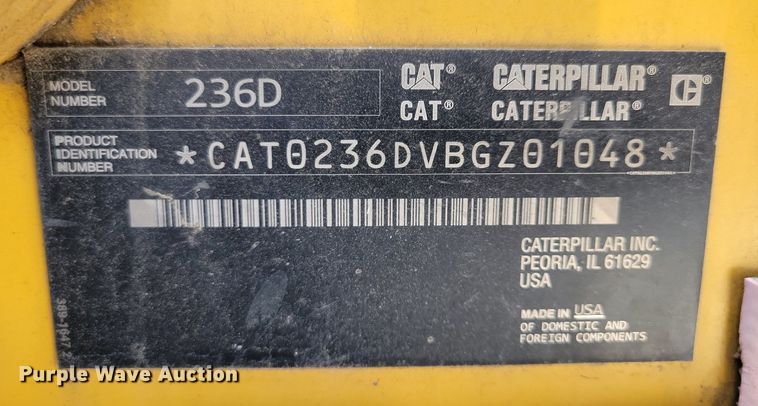 MODEL
NUMBER
236D
CAT® CATERPILLAR®
CAT® CATERPILLAR®
PRODUCT
IDENTIFICATION
NUMBER
*CAT0236DVBGZ01048*
CATERPILLAR INC.
PEORIA, IL 61629
USA
MADE IN USA
OF DOMESTIC AND
FOREIGN COMPONENTS
Purple Wave Auction